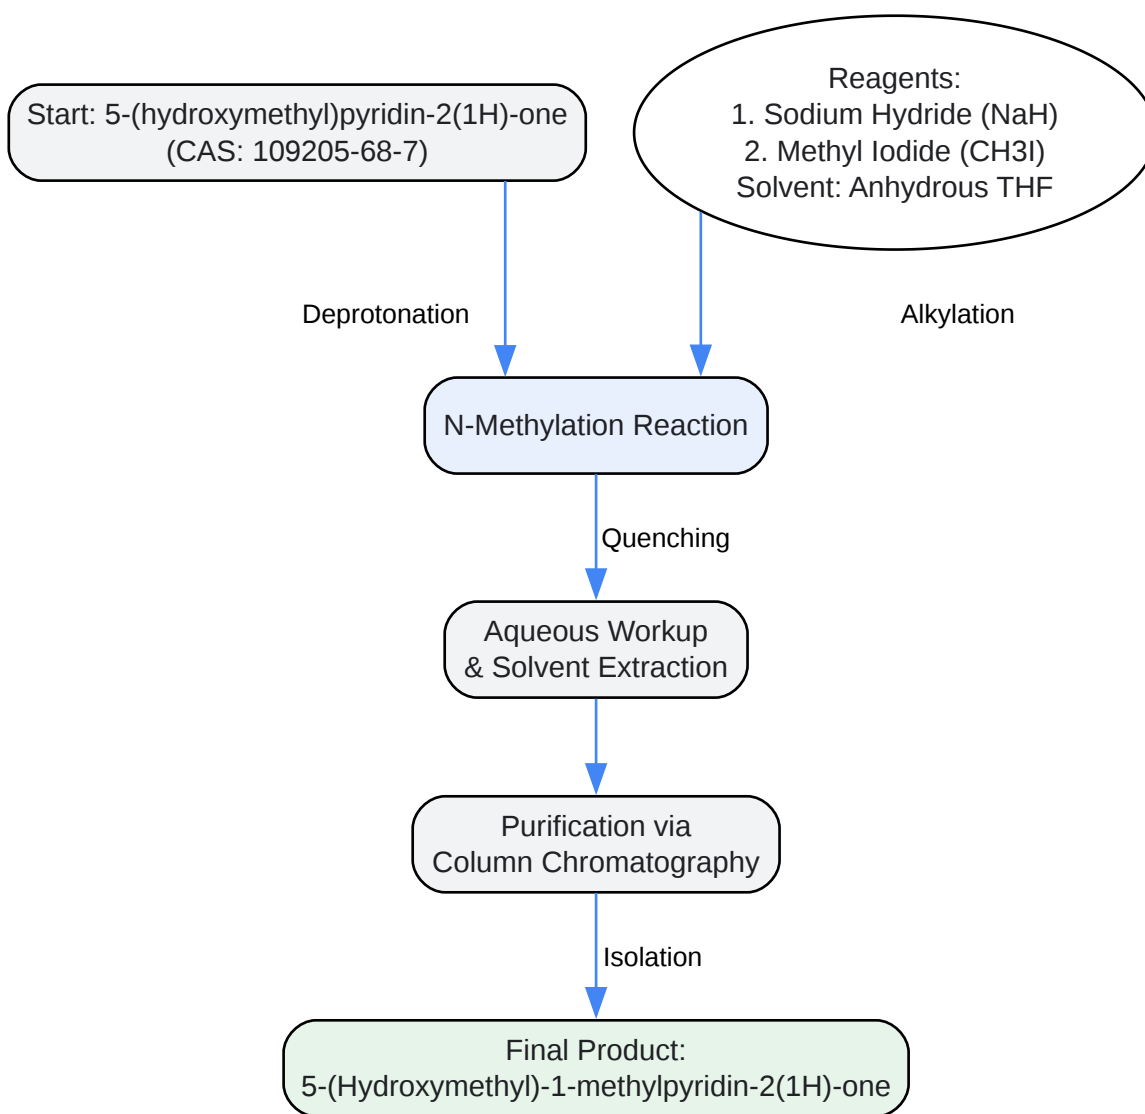 Start: 5-(hydroxymethyl)pyridin-2(1H)-one
(CAS: 109205-68-7)
Reagents:
1. Sodium Hydride (NaH)
2. Methyl Iodide (CH3I)
Solvent: Anhydrous THF
Deprotonation
Alkylation
N-Methylation Reaction
Quenching
Aqueous Workup
& Solvent Extraction
Purification via
Column Chromatography
Isolation
Final Product:
5-(Hydroxymethyl)-1-methylpyridin-2(1H)-one